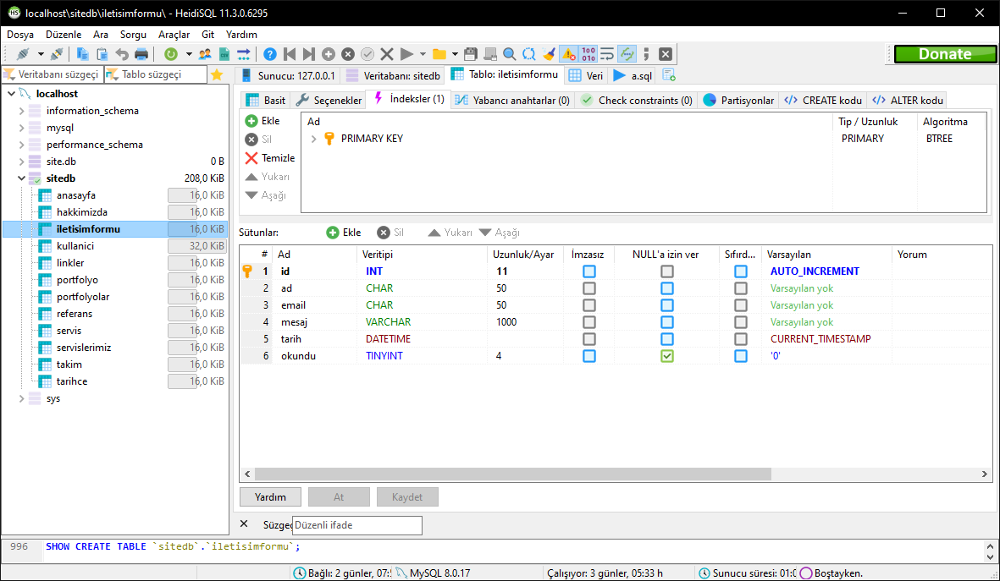 localhost\sitedb\iletisimformu\ - HeidiSQL 11.3.0.6295
Dosya Düzenle Ara Sorgu Araçlar Git Yardım
Donate
Veritabanı süzgeci Tablo süzgeci
Sunucu: 127.0.0.1 Veritabanı: sitedb Tablo: iletisimformu Veri a.sql
localhost
information_schema
mysql
performance_schema
site.db 0 B
sitedb 208,0 KiB
anasayfa 16,0 KiB
hakkimizda 16,0 KiB
iletisimformu 16,0 KiB
kullanici 32,0 KiB
linkler 16,0 KiB
portfolyo 16,0 KiB
portfolyolar 16,0 KiB
referans 16,0 KiB
servis 16,0 KiB
servislerimiz 16,0 KiB
takim 16,0 KiB
tarihce 16,0 KiB
sys
Basit Seçenekler İndeksler (1) Yabancı anahtarlar (0) Check constraints (0) Partisyonlar CREATE kodu ALTER kodu
Ekle
Sil
Temizle
Yukarı
Aşağı
Ad Tip / Uzunluk Algoritma
PRIMARY KEY PRIMARY BTREE
Sütunlar: Ekle Sil Yukarı Aşağı
# Ad Veritipi Uzunluk/Ayar İmzasız NULL'a izin ver Sıfırd... Varsayılan Yorum
1 id INT 11 AUTO_INCREMENT
2 ad CHAR 50 Varsayılan yok
3 email CHAR 50 Varsayılan yok
4 mesaj VARCHAR 1000 Varsayılan yok
5 tarih DATETIME CURRENT_TIMESTAMP
6 okundu TINYINT 4 '0'
Yardım At Kaydet
Süzgeç Düzenli ifade
996 SHOW CREATE TABLE `sitedb`.`iletisimformu`;
Bağlı: 2 günler, 07:5 MySQL 8.0.17 Çalışıyor: 3 günler, 05:33 h Sunucu süresi: 01:0 Boştayken.